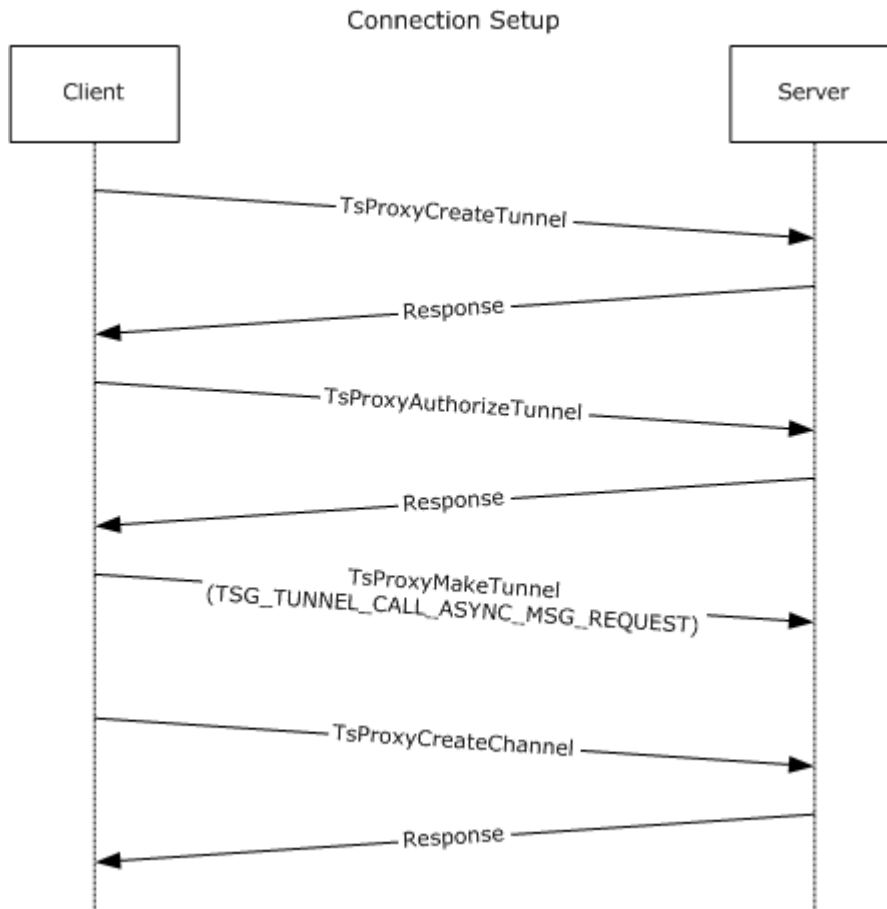 Connection Setup
Client
Server
TsProxyCreateTunnel
Response
TsProxyAuthorizeTunnel
Response
TsProxyMakeTunnel
(TSG_TUNNEL_CALL_ASYNC_MSG_REQUEST)
TsProxyCreateChannel
Response